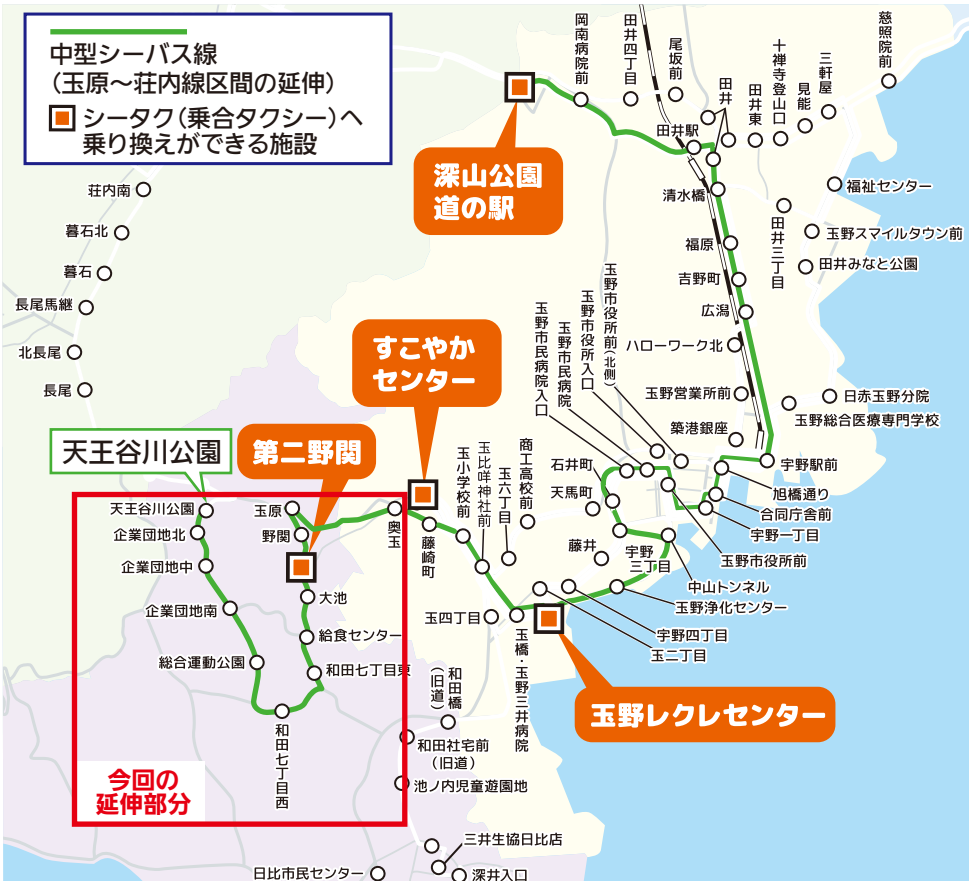 中型シーバス線
(玉原～荘内線区間の延伸)
シータク(乗合タクシー)へ
乗り換えができる施設
岡南病院前
田井四丁目
尾坂前
田井
田井東
十禅寺登山口
見能
三軒屋
慈照院前
田井駅
深山公園
道の駅
清水橋
福祉センター
荘内南
玉野スマイルタウン前
田井三丁目
田井みなと公園
暮石北
福原
暮石
吉野町
長尾馬継
広潟
玉野市役所前(北側)
玉野市役所入口
玉野市民病院
玉野市民病院入口
ハローワーク北
北長尾
すこやか
センター
長尾
玉野営業所前
日赤玉野分院
玉野総合医療専門学校
築港銀座
天王谷川公園
第二野関
商工高校前
石井町
宇野駅前
玉小学校前
玉比咩神社前
玉六丁目
天馬町
旭橋通り
合同庁舎前
宇野一丁目
天王谷川公園
玉原
奥玉
藤崎町
企業団地北
野関
藤井
宇野
三丁目
玉野市役所前
企業団地中
中山トンネル
大池
企業団地南
玉野浄化センター
玉四丁目
宇野四丁目
給食センター
玉二丁目
玉橋・玉野三井病院
総合運動公園
和田七丁目東
和田橋
(旧道)
玉野レクレセンター
和田七丁目西
和田社宅前
(旧道)
今回の
延伸部分
池ノ内児童遊園地
三井生協日比店
日比市民センター
深井入口